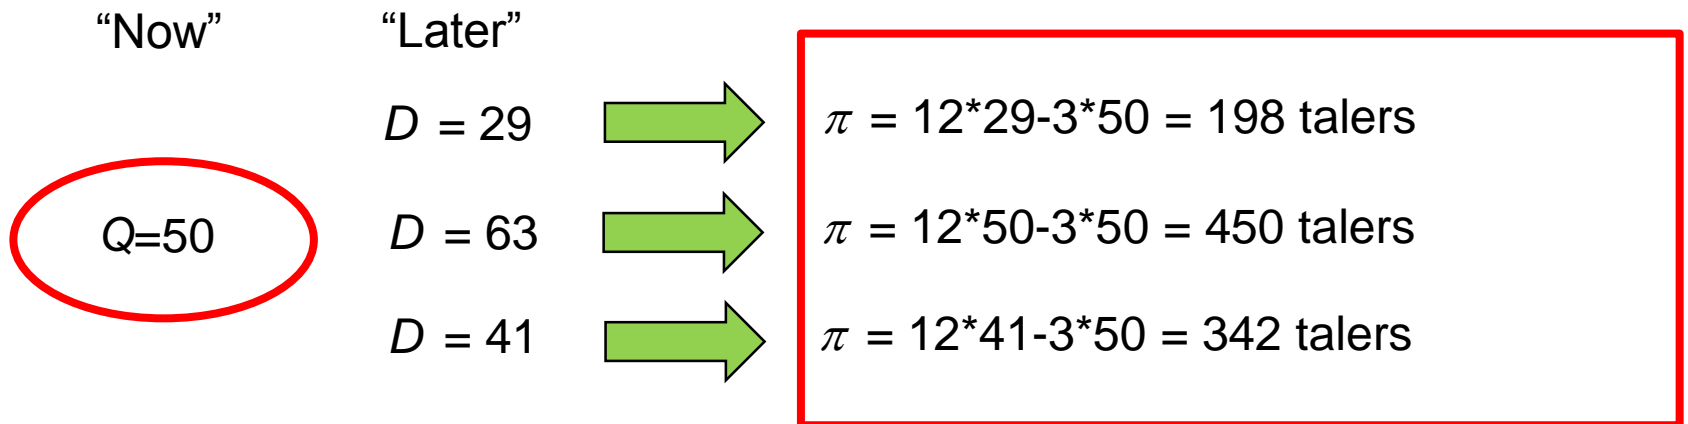 “Now” “Later”
D = 29 π = 12*29-3*50 = 198 talers
Q=50 D = 63 π = 12*50-3*50 = 450 talers
D = 41 π = 12*41-3*50 = 342 talers